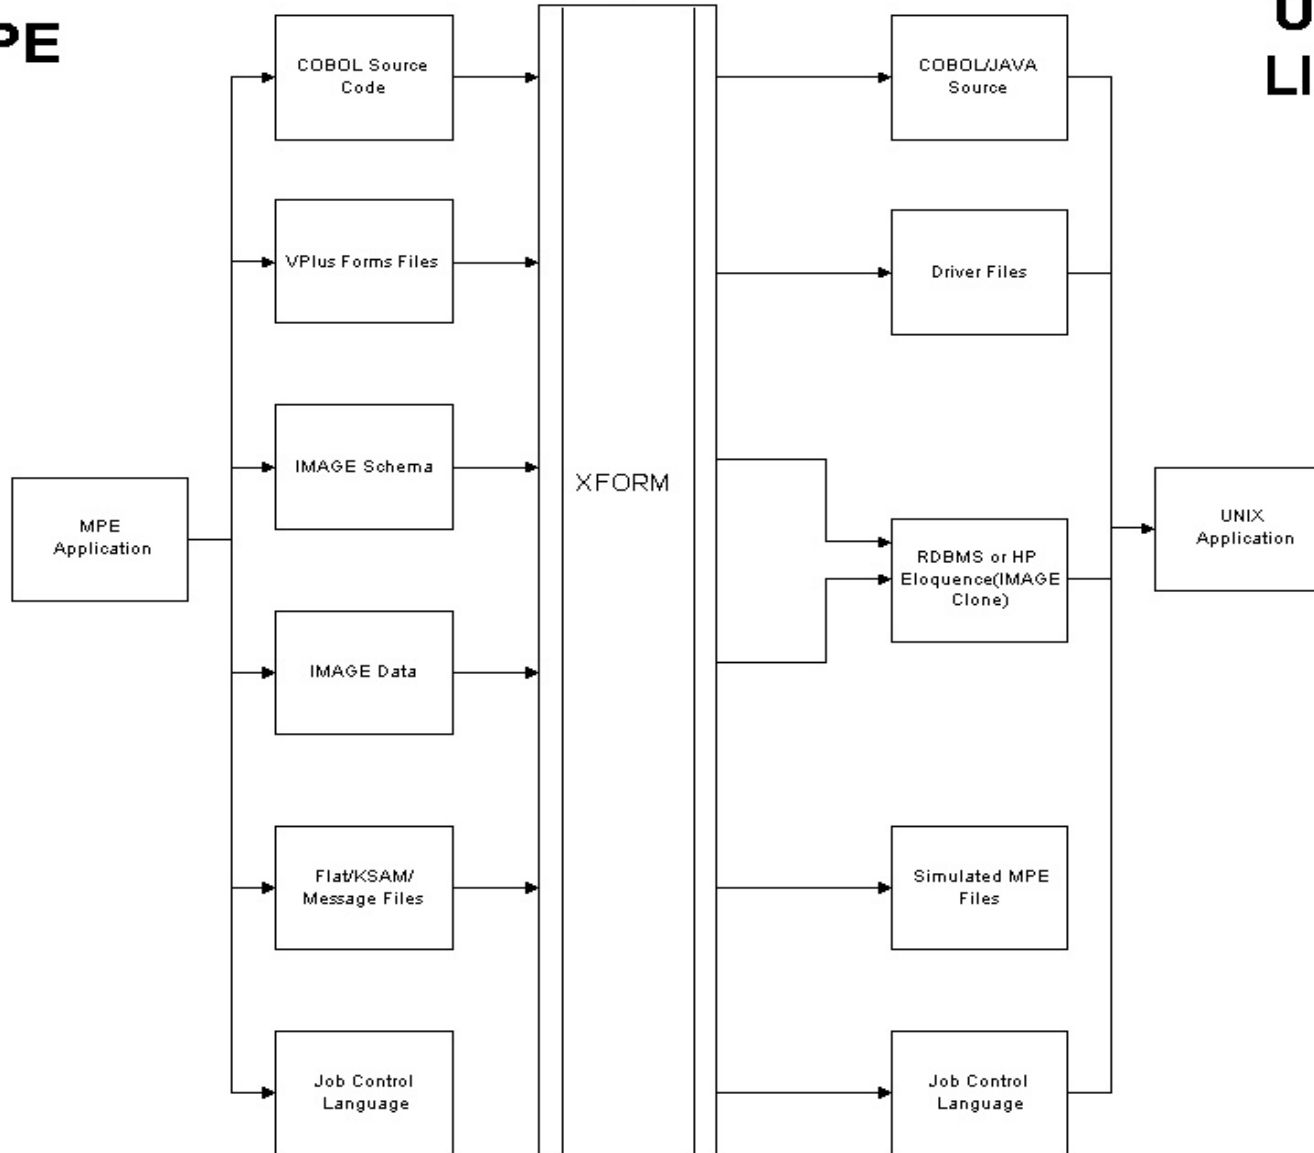 PE
U
LI
COBOL Source
Code
COBOL/JAVA
Source
VPlus Forms Files
Driver Files
IMAGE Schema
XFORM
MPE
Application
UNIX
Application
RDBMS or HP
Eloquence(IMAGE
Clone)
IMAGE Data
Flat/KSAM/
Message Files
Simulated MPE
Files
Job Control
Language
Job Control
Language